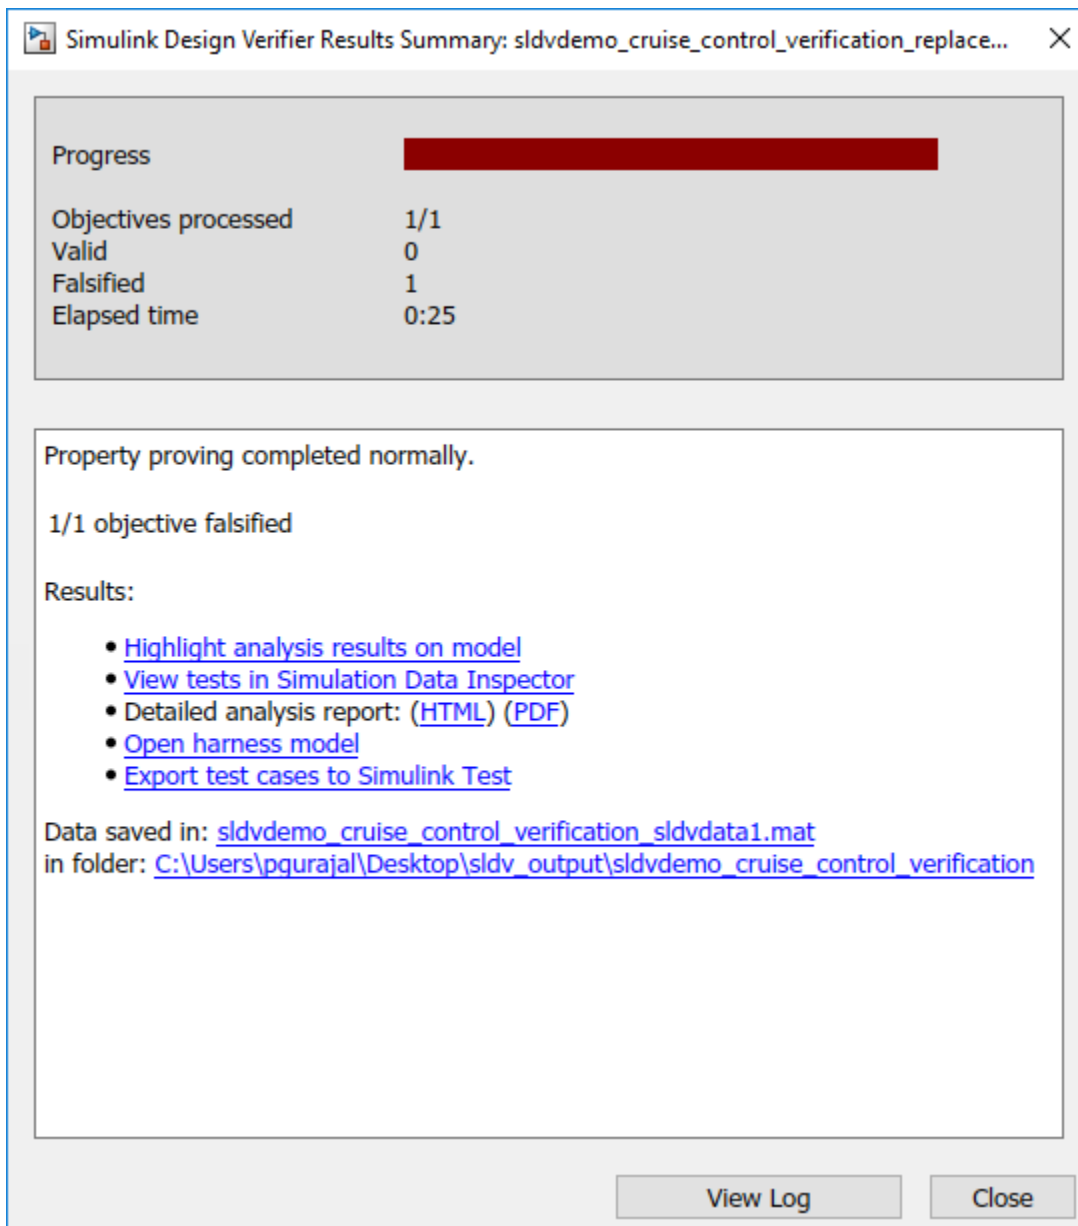 Simulink Design Verifier Results Summary: sldvdemo_cruise_control_verification_replace...
Progress
Objectives processed 1/1
Valid 0
Falsified 1
Elapsed time 0:25
Property proving completed normally.
1/1 objective falsified
Results:
• Highlight analysis results on model
• View tests in Simulation Data Inspector
• Detailed analysis report: (HTML) (PDF)
• Open harness model
• Export test cases to Simulink Test
Data saved in: sldvdemo_cruise_control_verification_sldvdata1.mat
in folder: C:\Users\pgurajal\Desktop\sldv_output\sldvdemo_cruise_control_verification
View Log Close